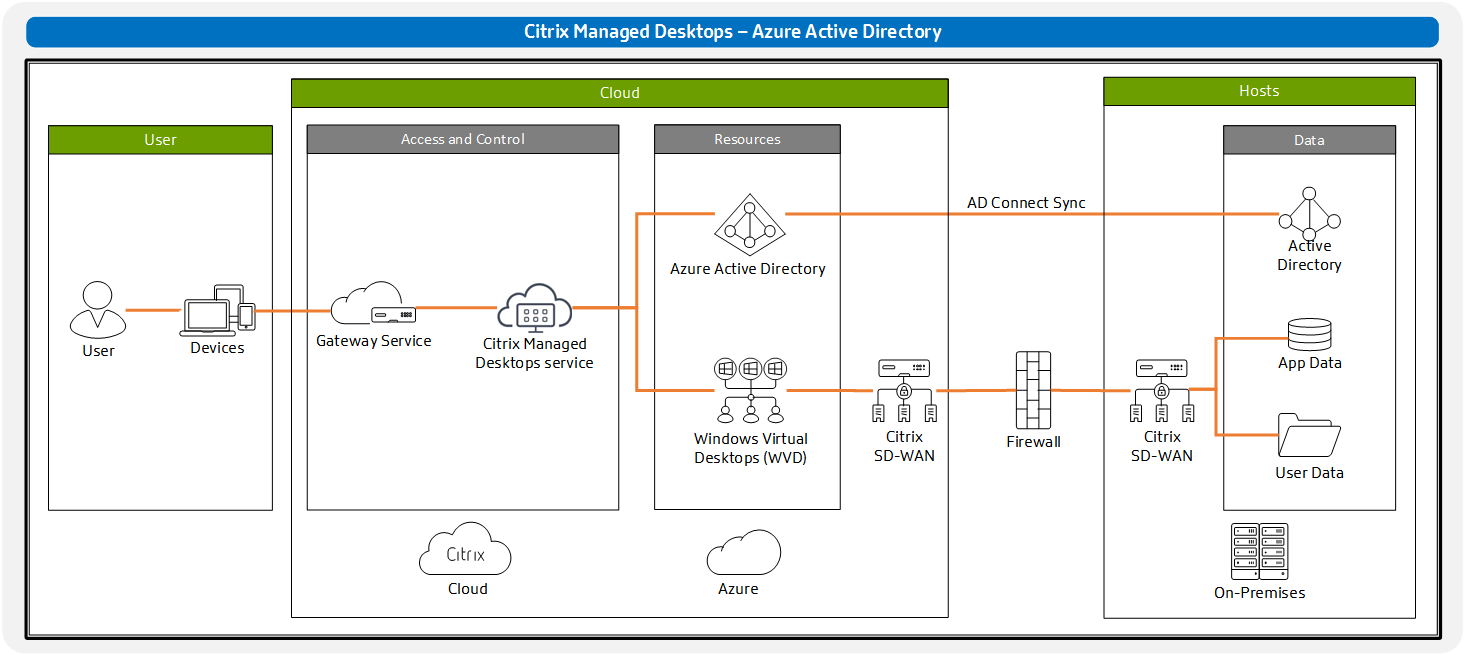 Citrix Managed Desktops – Azure Active Directory
User
User
Devices
Cloud
Access and Control
Gateway Service
Citrix Managed
Desktops service
Citrix
Cloud
Resources
Azure Active Directory
Windows Virtual
Desktops (WVD)
Azure
Citrix
SD-WAN
AD Connect Sync
Firewall
Hosts
Citrix
SD-WAN
Data
Active
Directory
App Data
User Data
On-Premises